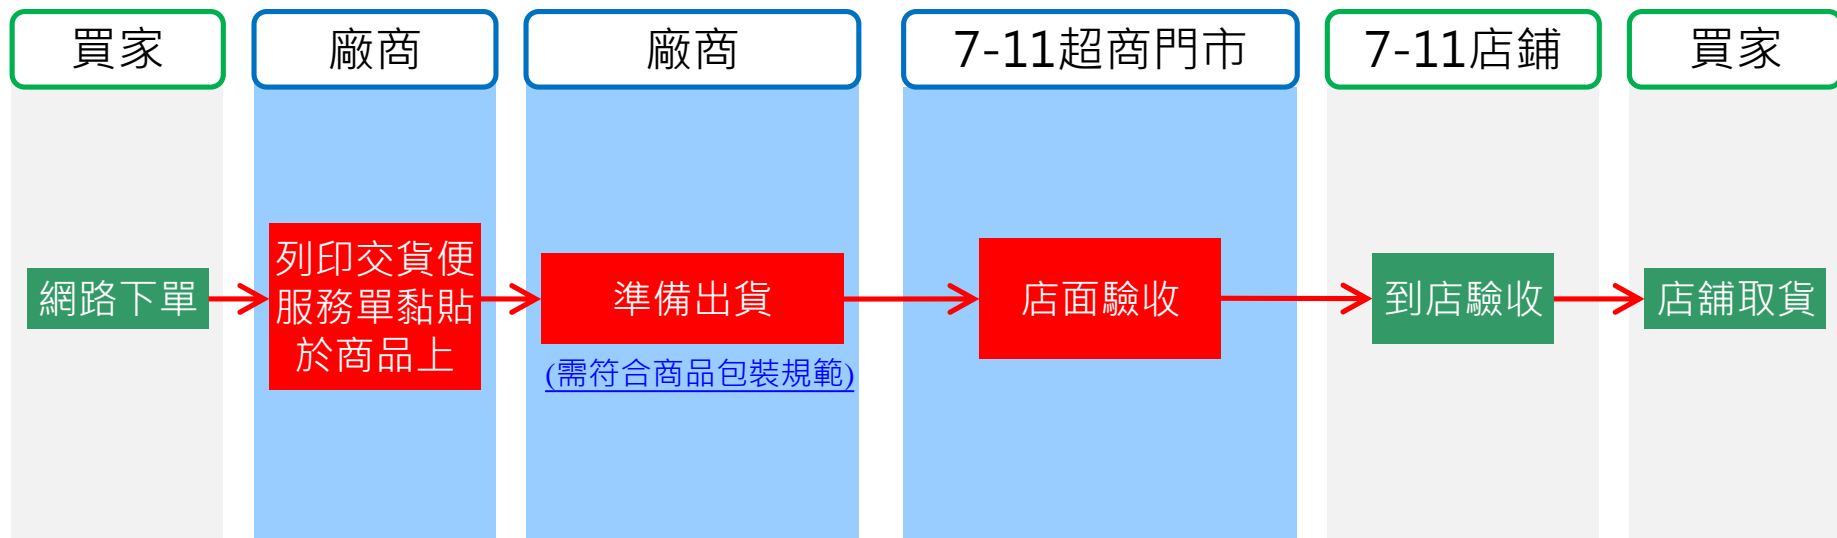 買家
廠商
廠商
7-11超商門市
7-11店鋪
買家
網路下單
列印交貨便
服務單黏貼
於商品上
準備出貨
(需符合商品包裝規範)
店面驗收
到店驗收
店舖取貨